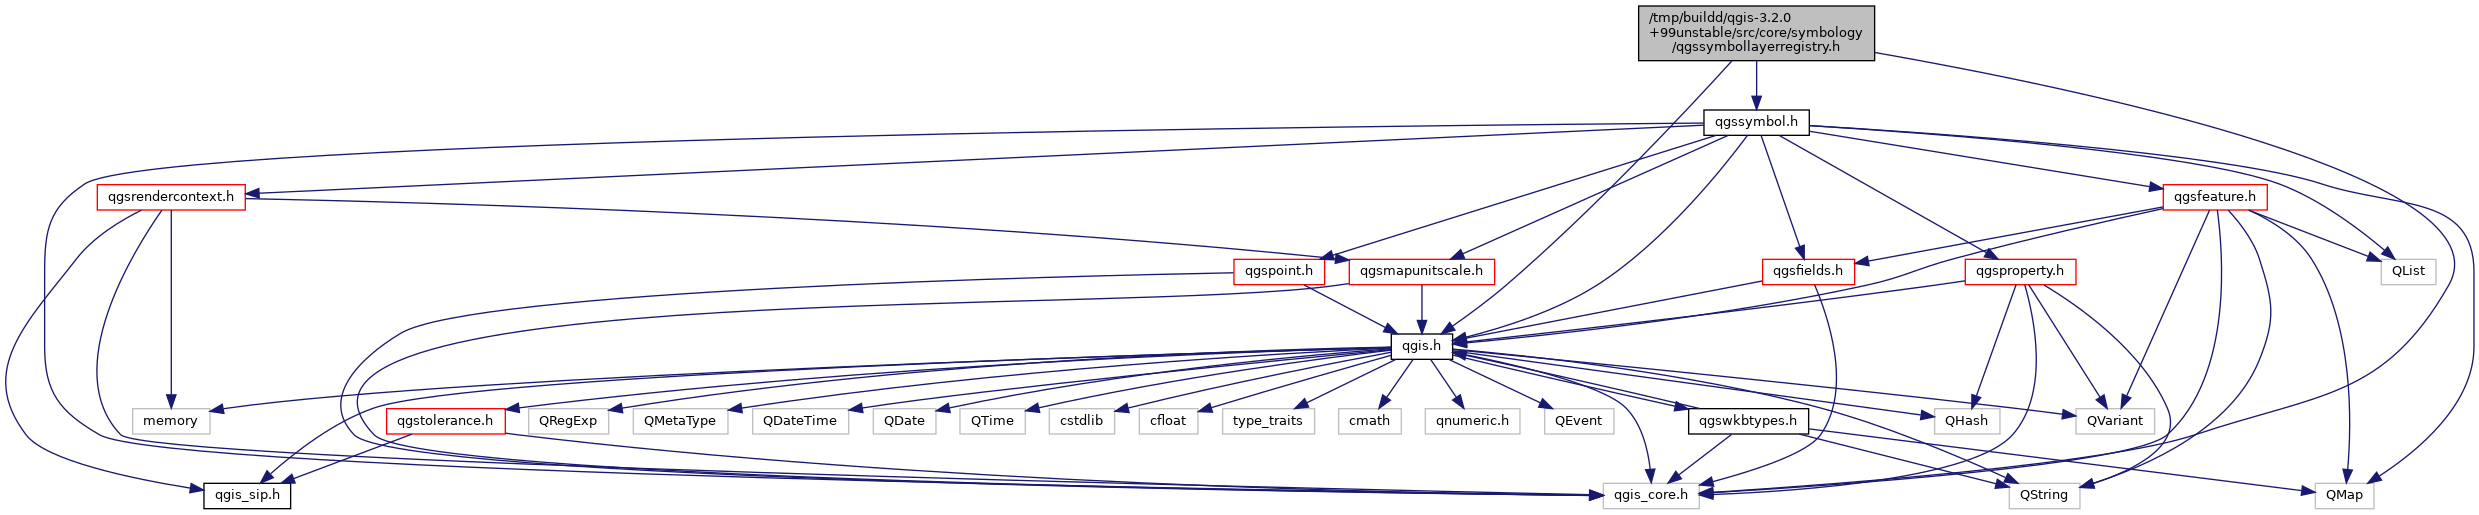 /tmp/buildd/qgis-3.2.0
+99unstable/src/core/symbology
/qgssymbollayerregistry.h
qgssymbol.h
qgsrendercontext.h
qgsfeature.h
qgspoint.h
qgsmapunitscale.h
qgsfields.h
qgsproperty.h
QList
qgis.h
memory
qgstolerance.h
QRegExp
QMetaType
QDateTime
QDate
QTime
cstdlib
cfloat
type_traits
cmath
qnumeric.h
QEvent
qgswkbtypes.h
QHash
QVariant
qgis_sip.h
qgis_core.h
QString
QMap